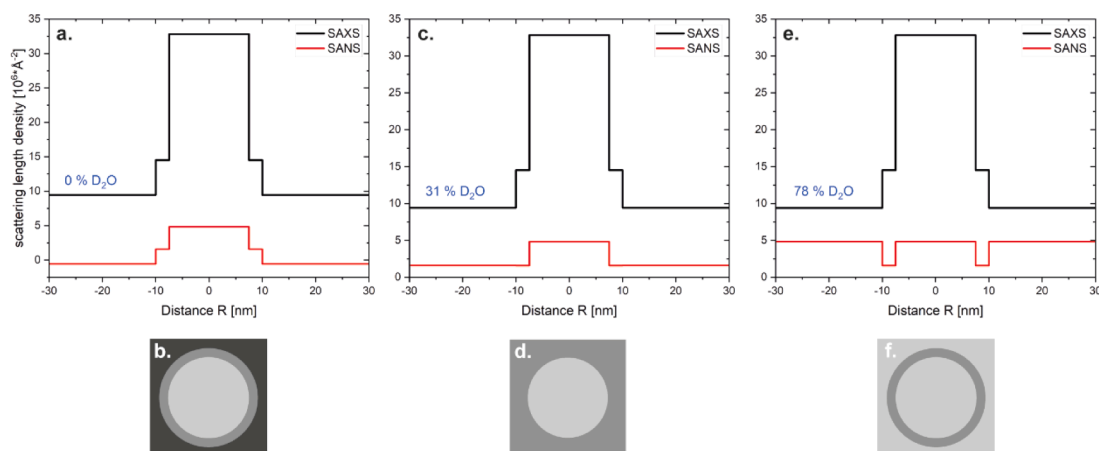 a.
SAXS
SANS
scattering length density [10⁶*Å⁻²]
35
30
25
20
15
10
5
0
0 % D₂O
-30 -20 -10 0 10 20 30
Distance R [nm]
b.
c.
SAXS
SANS
35
30
25
20
15
10
5
0
31 % D₂O
-30 -20 -10 0 10 20 30
Distance R [nm]
d.
e.
SAXS
SANS
35
30
25
20
15
10
5
0
78 % D₂O
-30 -20 -10 0 10 20 30
Distance R [nm]
f.